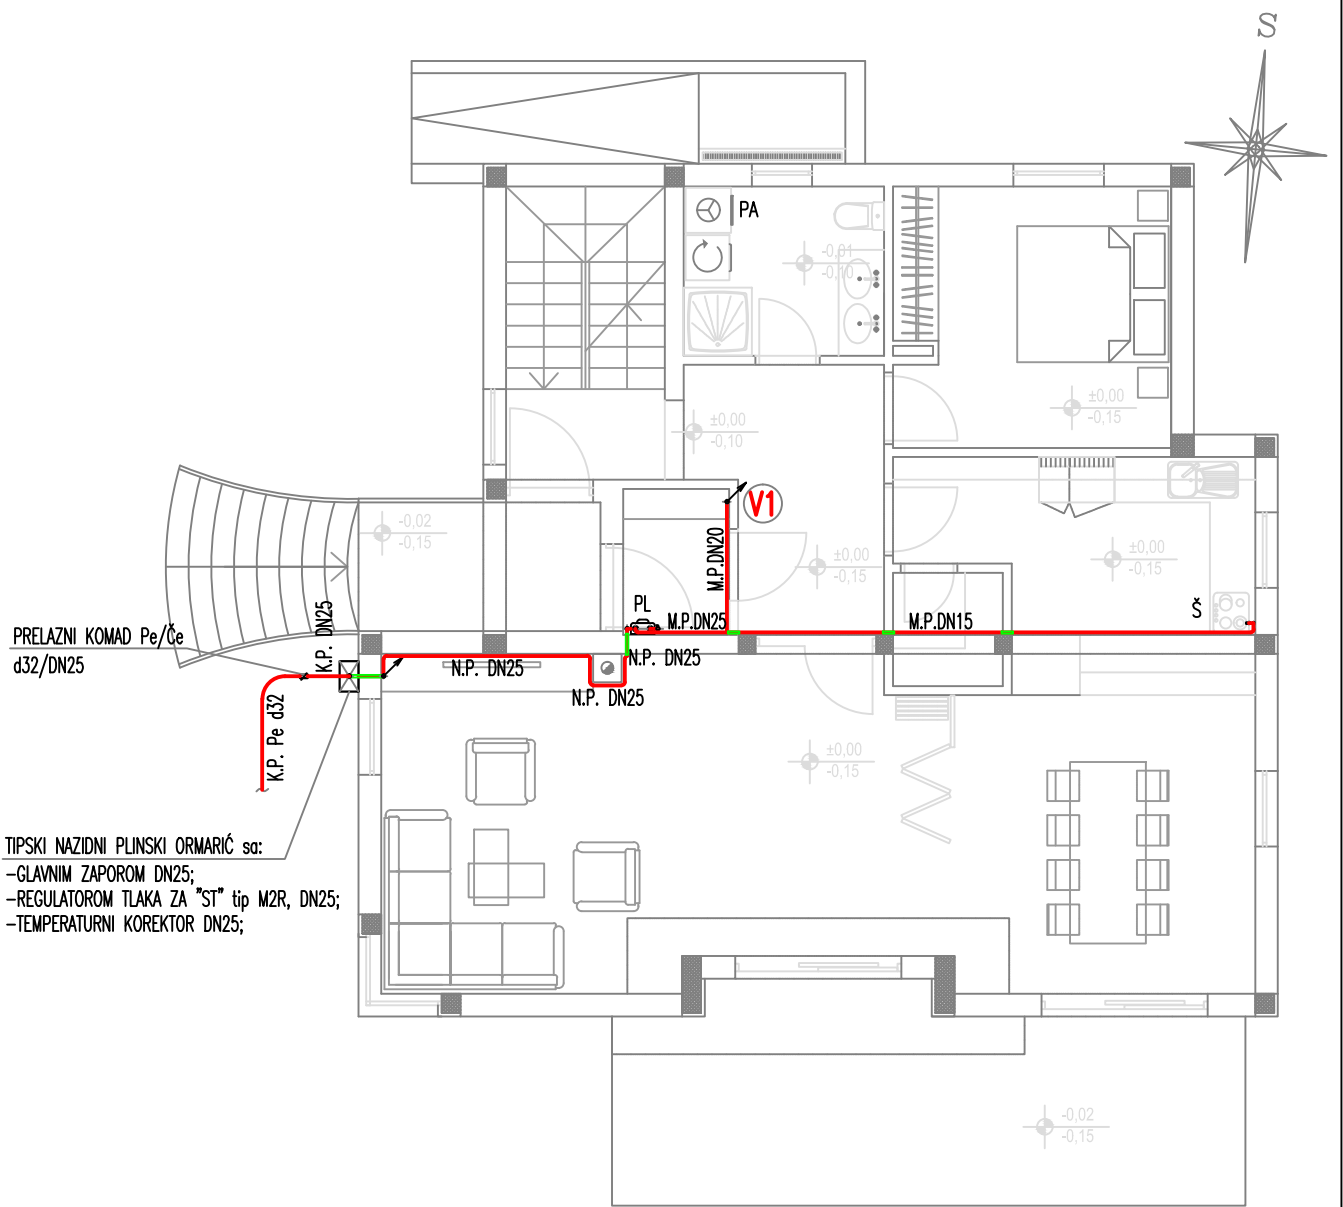 S
PA
-0,01
-0,10
±0,00
-0,15
±0,00
-0,10
V1
-0,02
-0,15
M.P.DN20
±0,00
-0,15
±0,00
-0,15
PL
M.P.DN25
M.P.DN15
Š
PRELAZNI KOMAD Pe/Če
d32/DN25
K.P. DN25
N.P. DN25
N.P. DN25
N.P. DN25
K.P. Pe d32
±0,00
-0,15
TIPSKI NAZIDNI PLINSKI ORMARIĆ sa:
-GLAVNIM ZAPOROM DN25;
-REGULATOROM TLAKA ZA "ST" tip M2R, DN25;
-TEMPERATURNI KOREKTOR DN25;
-0,02
-0,15